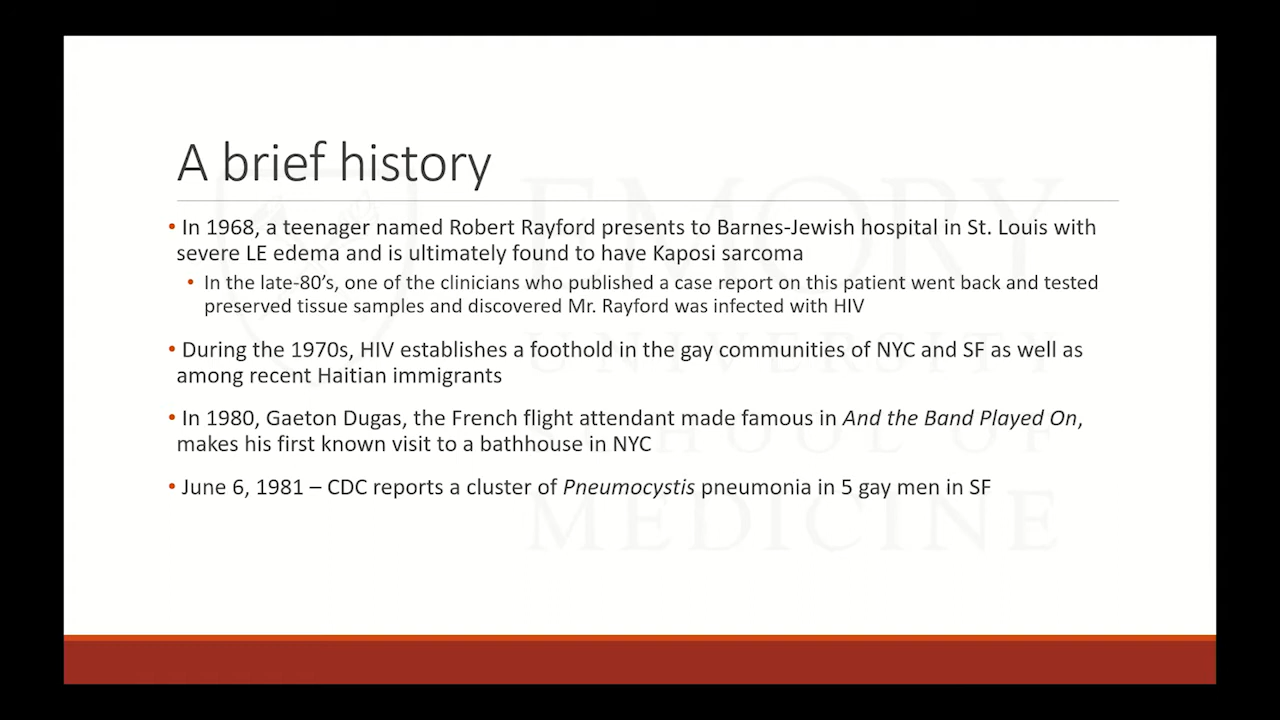 A brief history
• In 1968, a teenager named Robert Rayford presents to Barnes-Jewish hospital in St. Louis with
severe LE edema and is ultimately found to have Kaposi sarcoma
• In the late-80's, one of the clinicians who published a case report on this patient went back and tested
preserved tissue samples and discovered Mr. Rayford was infected with HIV
• During the 1970s, HIV establishes a foothold in the gay communities of NYC and SF as well as
among recent Haitian immigrants
• In 1980, Gaeton Dugas, the French flight attendant made famous in And the Band Played On,
makes his first known visit to a bathhouse in NYC
• June 6, 1981 – CDC reports a cluster of Pneumocystis pneumonia in 5 gay men in SF
EMORY
UNIVERSITY
SCHOOL OF
MEDICINE